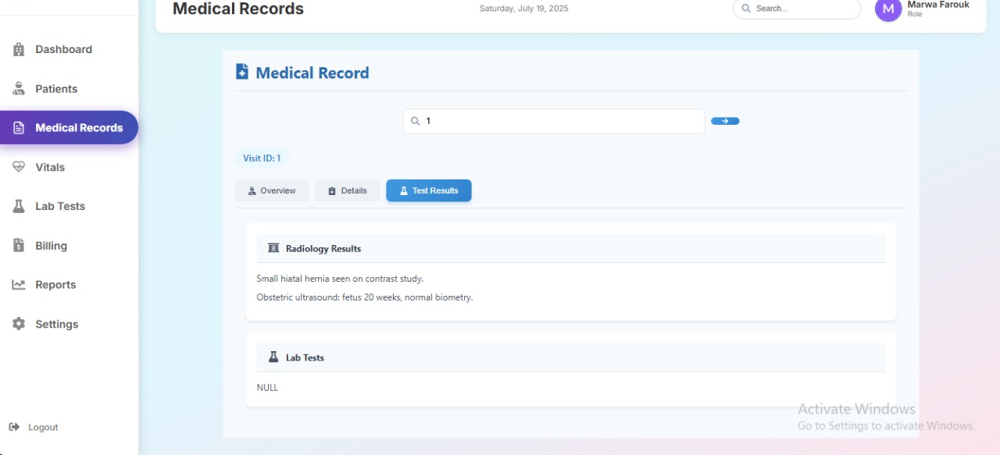 Medical Records
Saturday, July 19, 2025
Search...
M
Marwa Farouk
Role
Dashboard
Patients
Medical Records
Vitals
Lab Tests
Billing
Reports
Settings
Logout
Medical Record
1
Visit ID: 1
Overview
Details
Test Results
Radiology Results
Small hiatal hernia seen on contrast study.
Obstetric ultrasound: fetus 20 weeks, normal biometry.
Lab Tests
NULL
Activate Windows
Go to Settings to activate Windows.